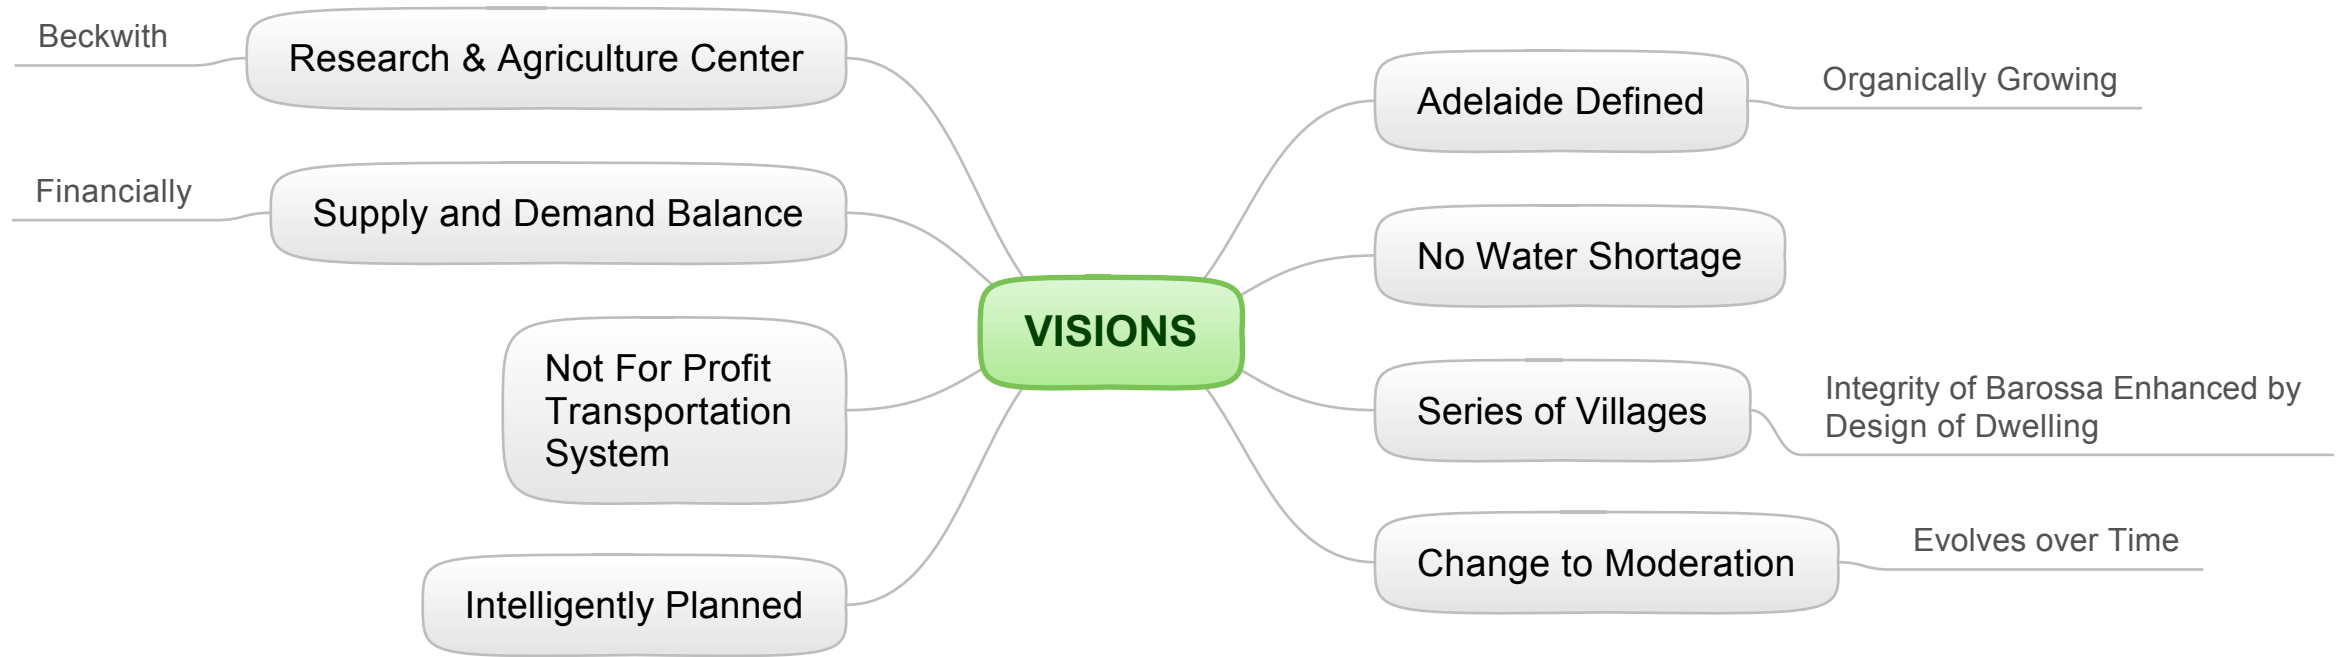 Beckwith
Research & Agriculture Center
Financially
Supply and Demand Balance
Not For Profit
Transportation
System
Intelligently Planned
VISIONS
Adelaide Defined
Organically Growing
No Water Shortage
Series of Villages
Integrity of Barossa Enhanced by
Design of Dwelling
Change to Moderation
Evolves over Time